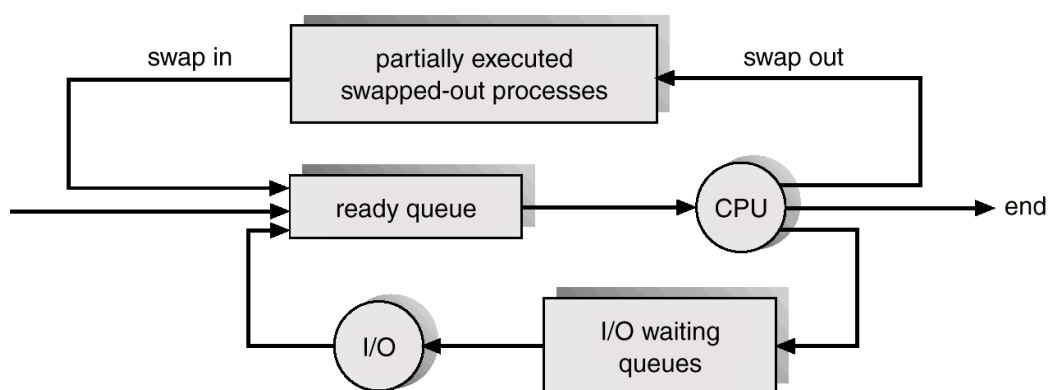 swap in
partially executed
swapped-out processes
swap out
ready queue
CPU
end
I/O
I/O waiting
queues